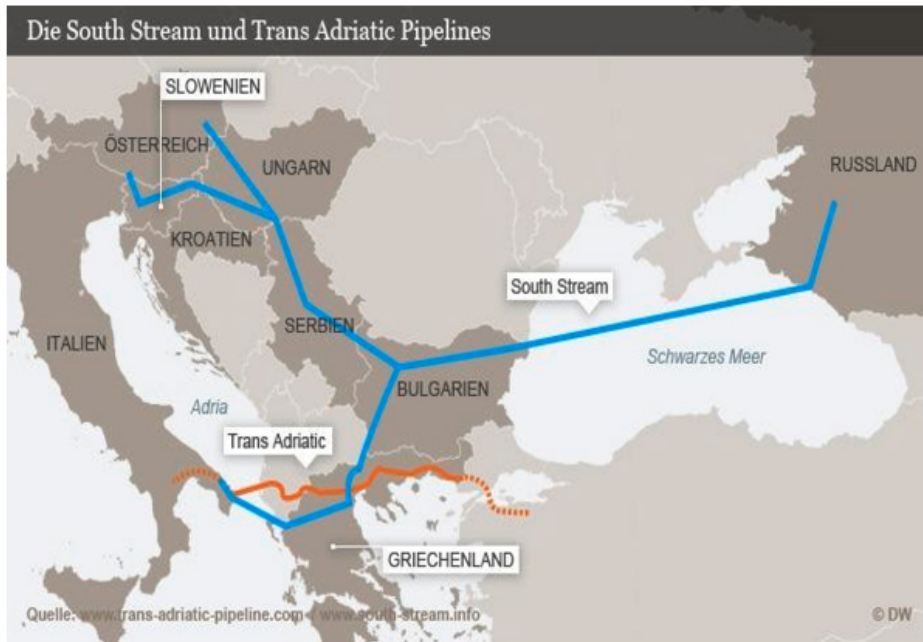 Die South Stream und Trans Adriatic Pipelines
SLOWENIEN
ÖSTERREICH
UNGARN
RUSSLAND
KROATIEN
South Stream
SERBIEN
ITALIEN
Schwarzes Meer
BULGARIEN
Adria
Trans Adriatic
GRIECHENLAND
Quelle: www.trans-adriatic-pipeline.com / www.south-stream.info
© DW